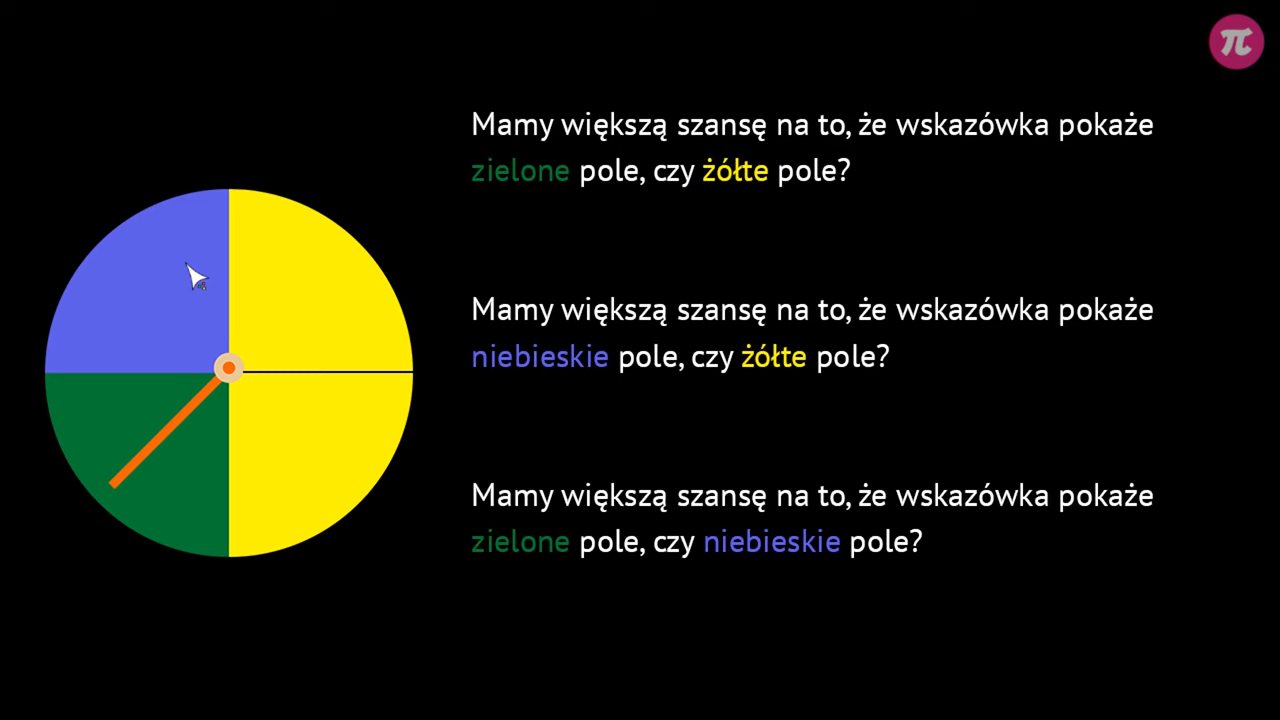 π
Mamy większą szansę na to, że wskazówka pokaże
zielone pole, czy żółte pole?
Mamy większą szansę na to, że wskazówka pokaże
niebieskie pole, czy żółte pole?
Mamy większą szansę na to, że wskazówka pokaże
zielone pole, czy niebieskie pole?